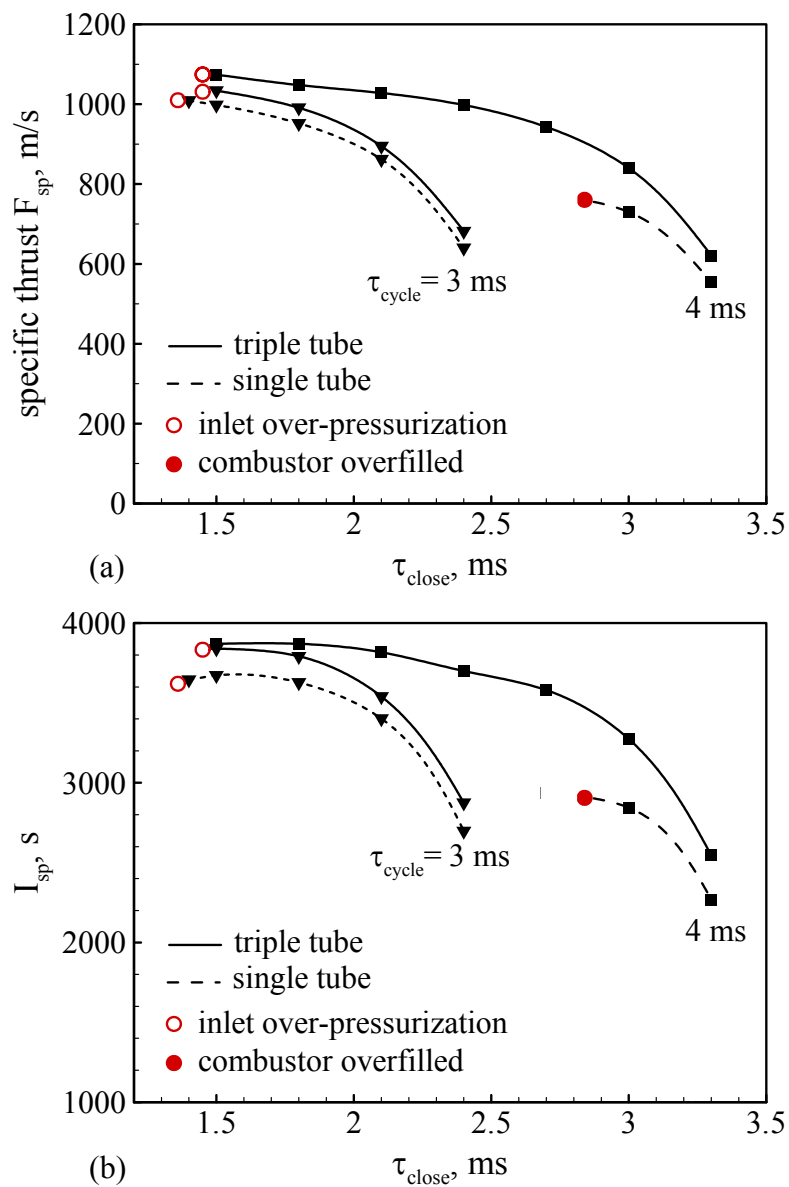 1200
1000
800
600
400
200
0
specific thrust F_sp, m/s
τ_cycle = 3 ms
4 ms
triple tube
single tube
inlet over-pressurization
combustor overfilled
1.5 2 2.5 3 3.5
(a) τ_close, ms
4000
3000
2000
1000
I_sp, s
τ_cycle = 3 ms
4 ms
triple tube
single tube
inlet over-pressurization
combustor overfilled
1.5 2 2.5 3 3.5
(b) τ_close, ms